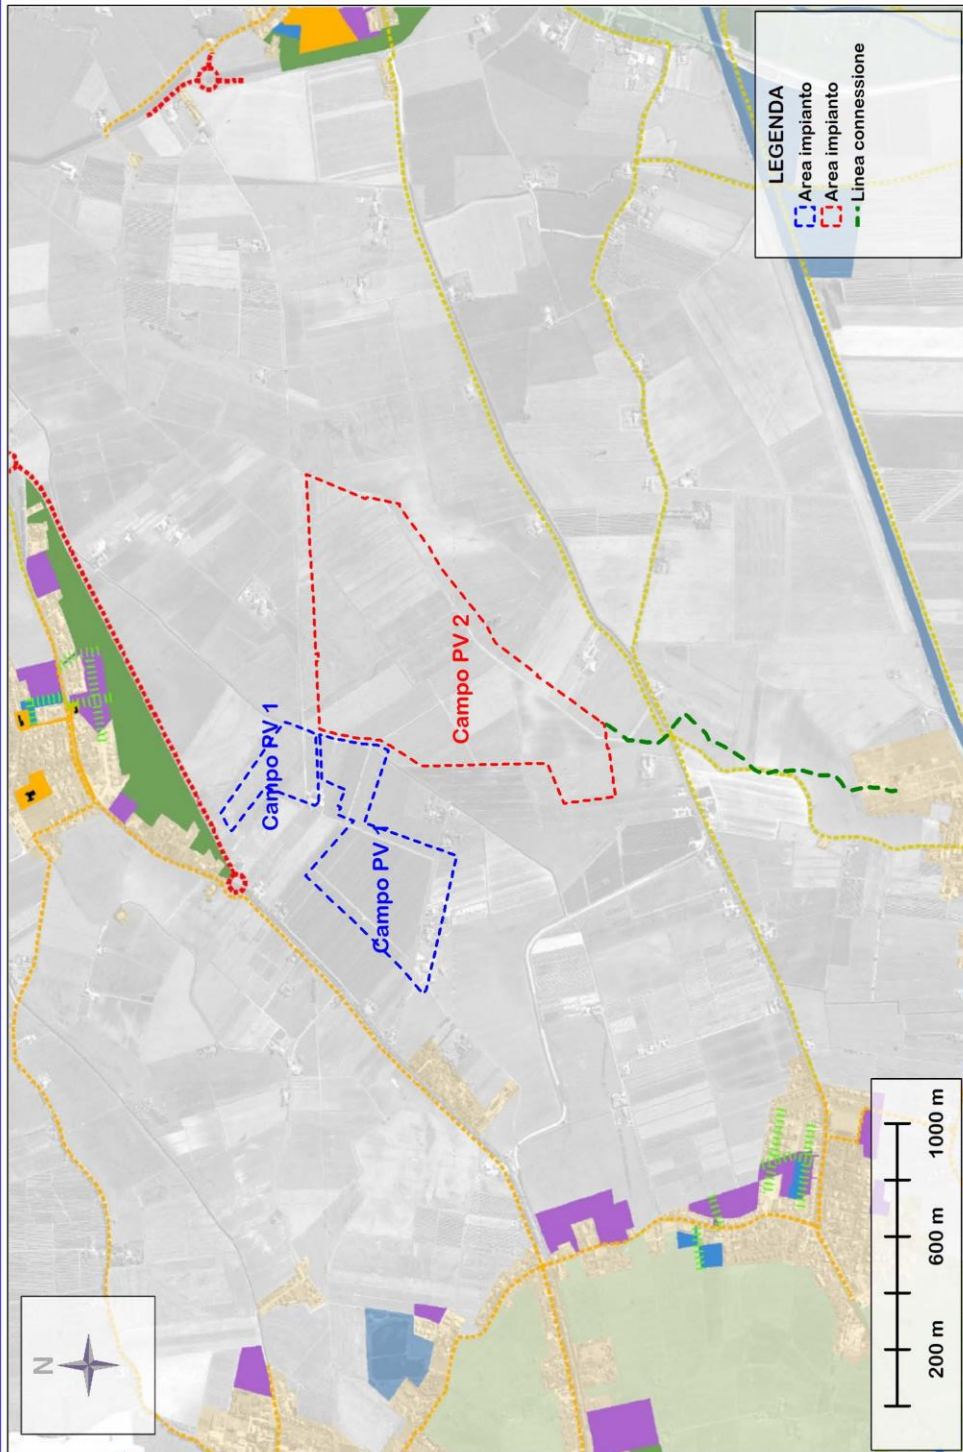 LEGENDA
Area impianto
Area impianto
Linea connessione
Campo PV 1
Campo PV 1
Campo PV 2
N
200 m
600 m
1000 m